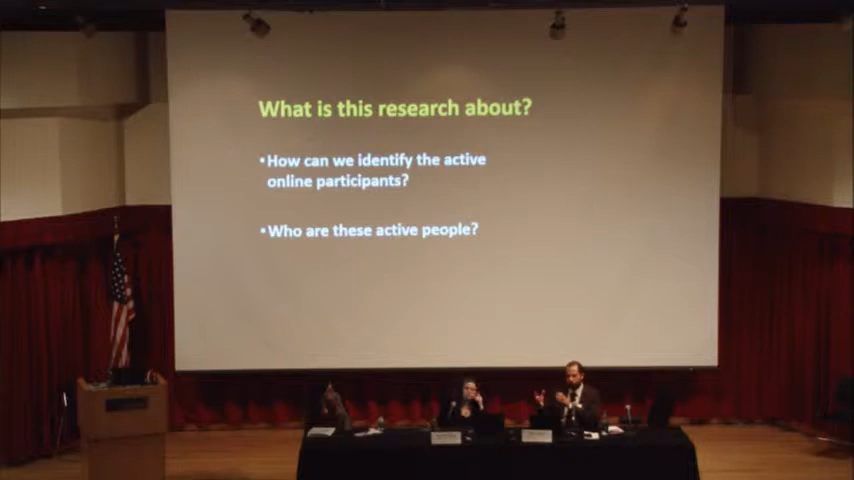 What is this research about?
•How can we identify the active
online participants?
•Who are these active people?